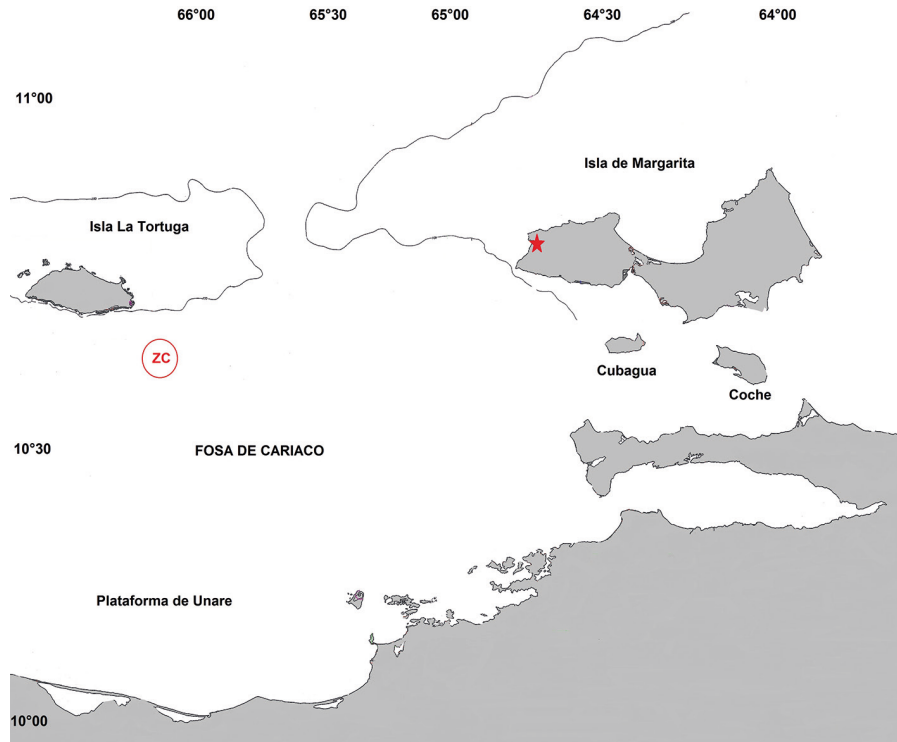 66°00
65°30
65°00
64°30
64°00
11°00
Isla de Margarita
Isla La Tortuga
ZC
Cubagua
Coche
10°30
FOSA DE CARIACO
Plataforma de Unare
10°00